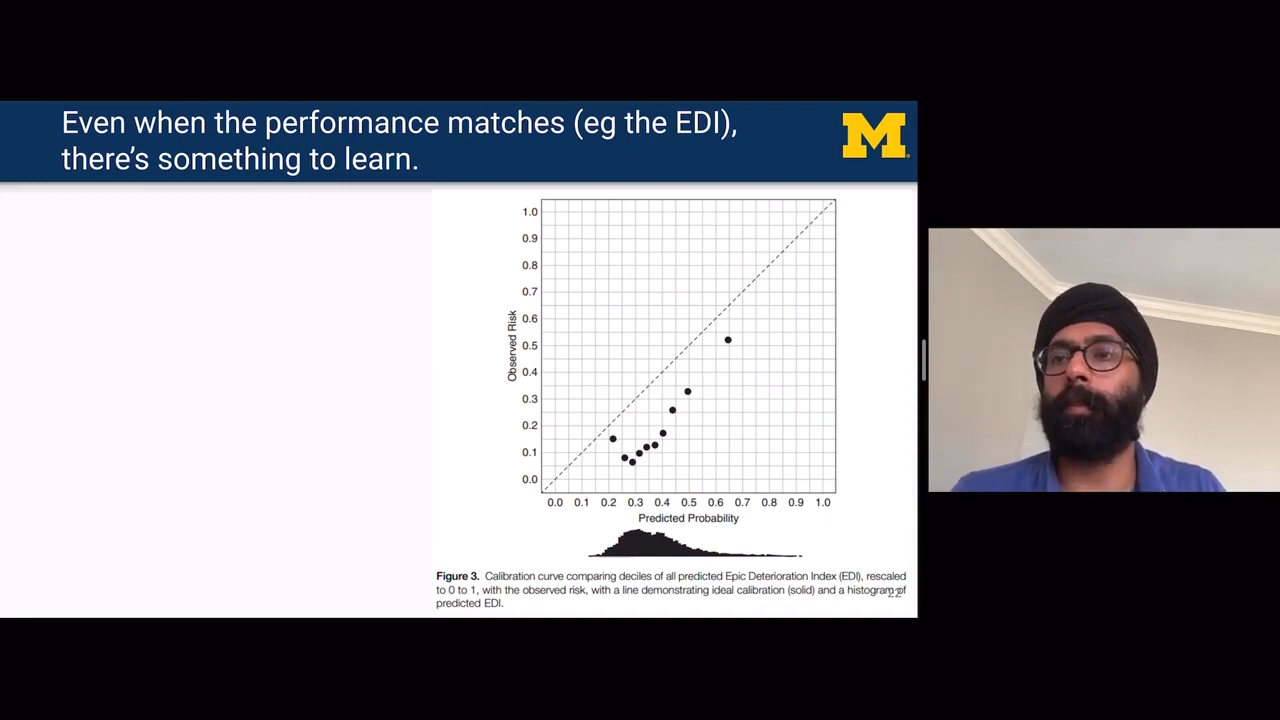 Even when the performance matches (eg the EDI),
there's something to learn.
M
1.0
0.9
0.8
0.7
0.6
0.5
0.4
0.3
0.2
0.1
0.0
Observed Risk
0.0 0.1 0.2 0.3 0.4 0.5 0.6 0.7 0.8 0.9 1.0
Predicted Probability
Figure 3. Calibration curve comparing deciles of all predicted Epic Deterioration Index (EDI), rescaled
to 0 to 1, with the observed risk, with a line demonstrating ideal calibration (solid) and a histogram of
predicted EDI.
22